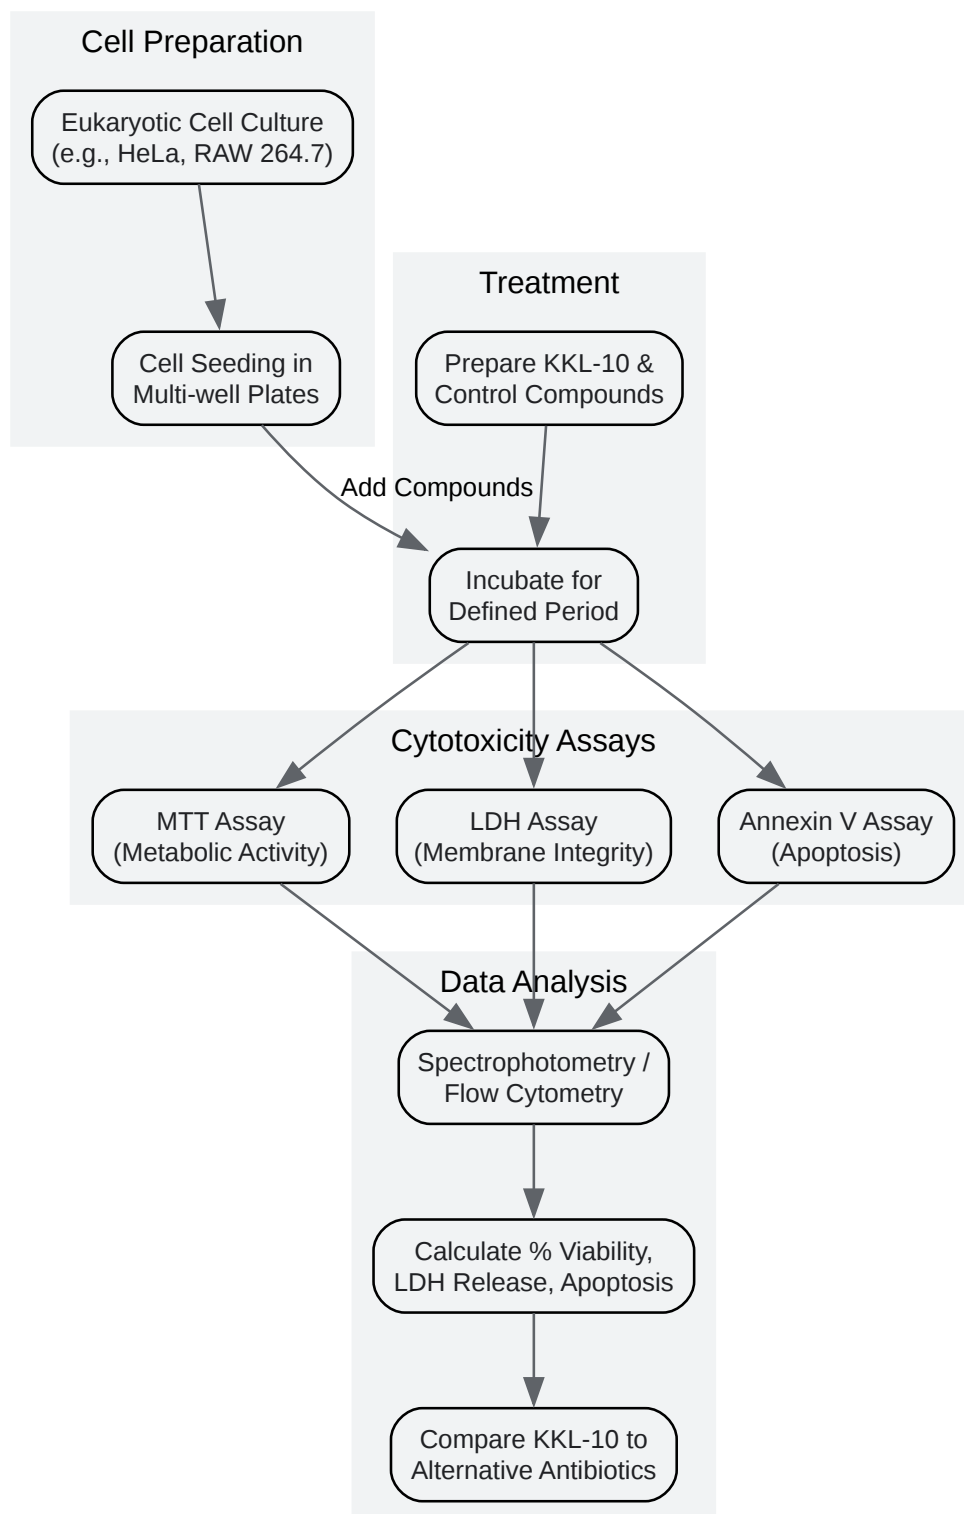 Cell Preparation
Eukaryotic Cell Culture
(e.g., HeLa, RAW 264.7)
Cell Seeding in
Multi-well Plates
Treatment
Prepare KKL-10 &
Control Compounds
Add Compounds
Incubate for
Defined Period
Cytotoxicity Assays
MTT Assay
(Metabolic Activity)
LDH Assay
(Membrane Integrity)
Annexin V Assay
(Apoptosis)
Data Analysis
Spectrophotometry /
Flow Cytometry
Calculate % Viability,
LDH Release, Apoptosis
Compare KKL-10 to
Alternative Antibiotics